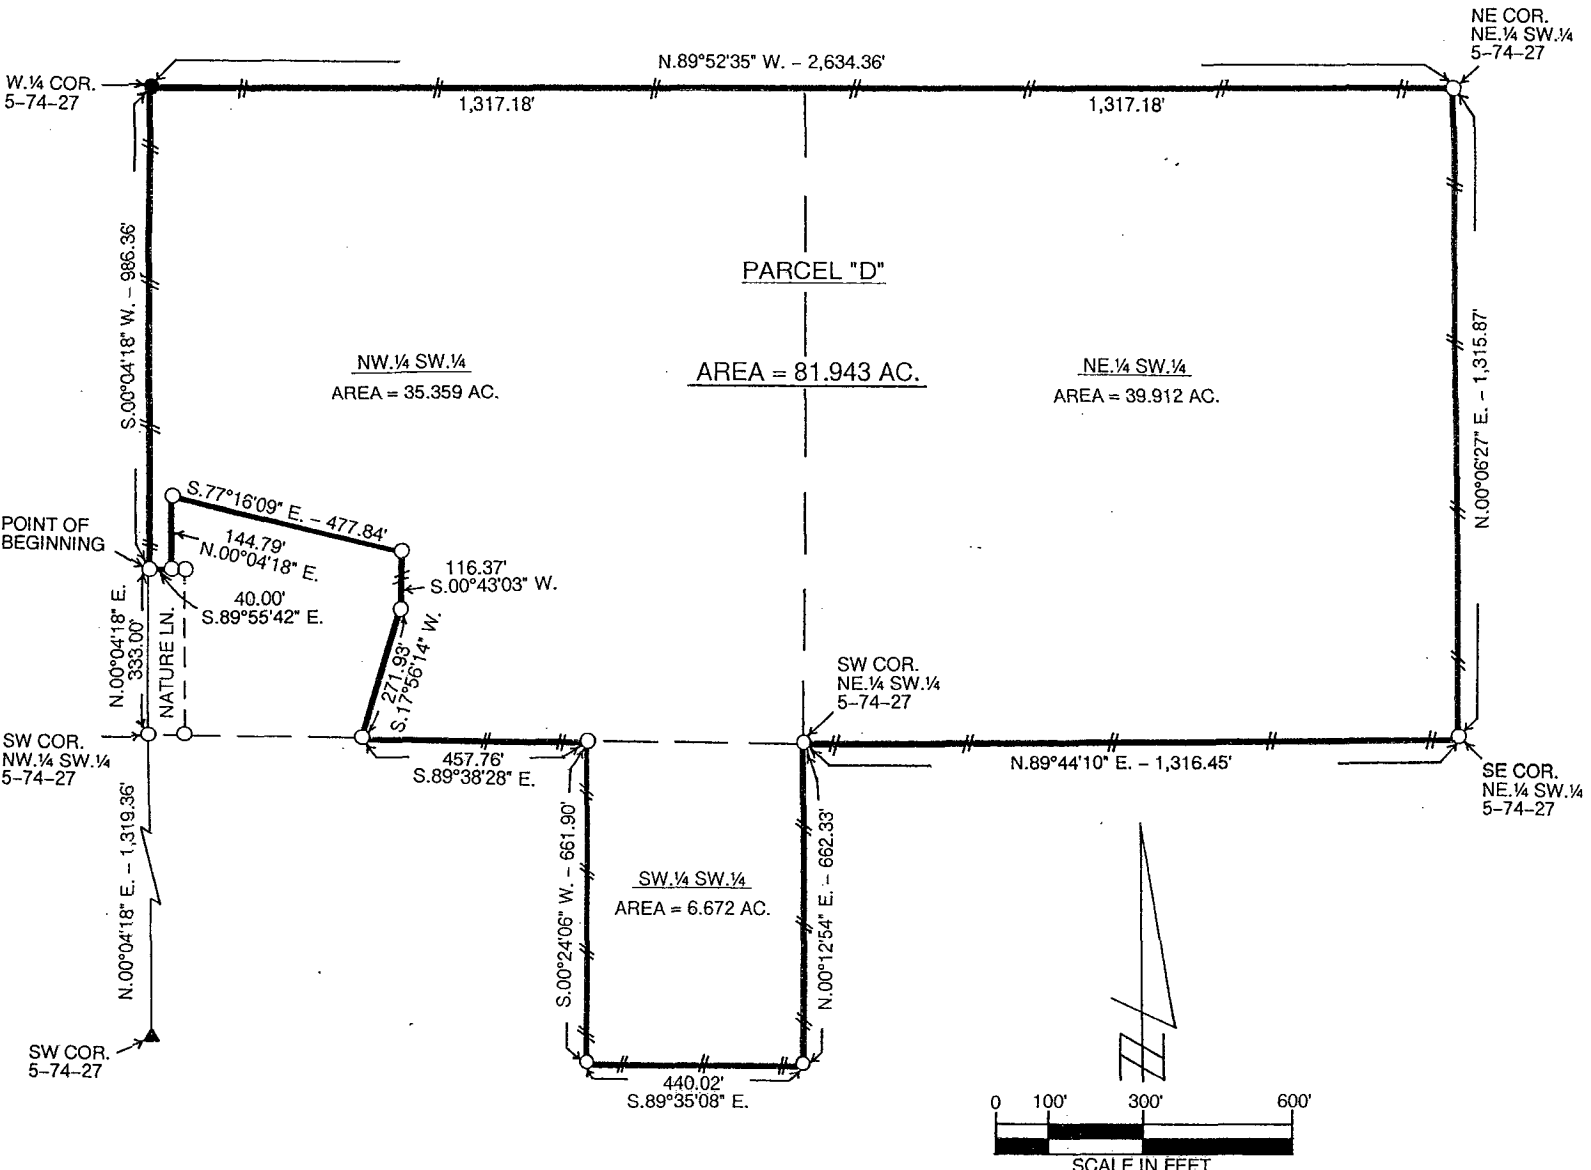 NE COR.
NE.¼ SW.¼
5-74-27
N.89°52'35" W. - 2,634.36'
W.¼ COR.
5-74-27
1,317.18'
1,317.18'
S.00°04'18" W. - 986.36'
PARCEL "D"
NW.¼ SW.¼
AREA = 35.359 AC.
AREA = 81.943 AC.
NE.¼ SW.¼
AREA = 39.912 AC.
N.00°06'27" E. - 1,315.87'
S.77°16'09" E. - 477.84'
POINT OF
BEGINNING
144.79'
N.00°04'18" E.
116.37'
S.00°43'03" W.
40.00'
S.89°55'42" E.
N.00°04'18" E.
333.00'
NATURE LN.
271.93'
S.17°56'14" W.
SW COR.
NE.¼ SW.¼
5-74-27
SW COR.
NW.¼ SW.¼
5-74-27
457.76'
S.89°38'28" E.
N.89°44'10" E. - 1,316.45'
SE COR.
NE.¼ SW.¼
5-74-27
N.00°04'18" E. - 1,319.36'
S.00°24'06" W. - 661.90'
SW.¼ SW.¼
AREA = 6.672 AC.
N.00°12'54" E. - 662.33'
SW COR.
5-74-27
440.02'
S.89°35'08" E.
0 100' 300' 600'
SCALE IN FEET